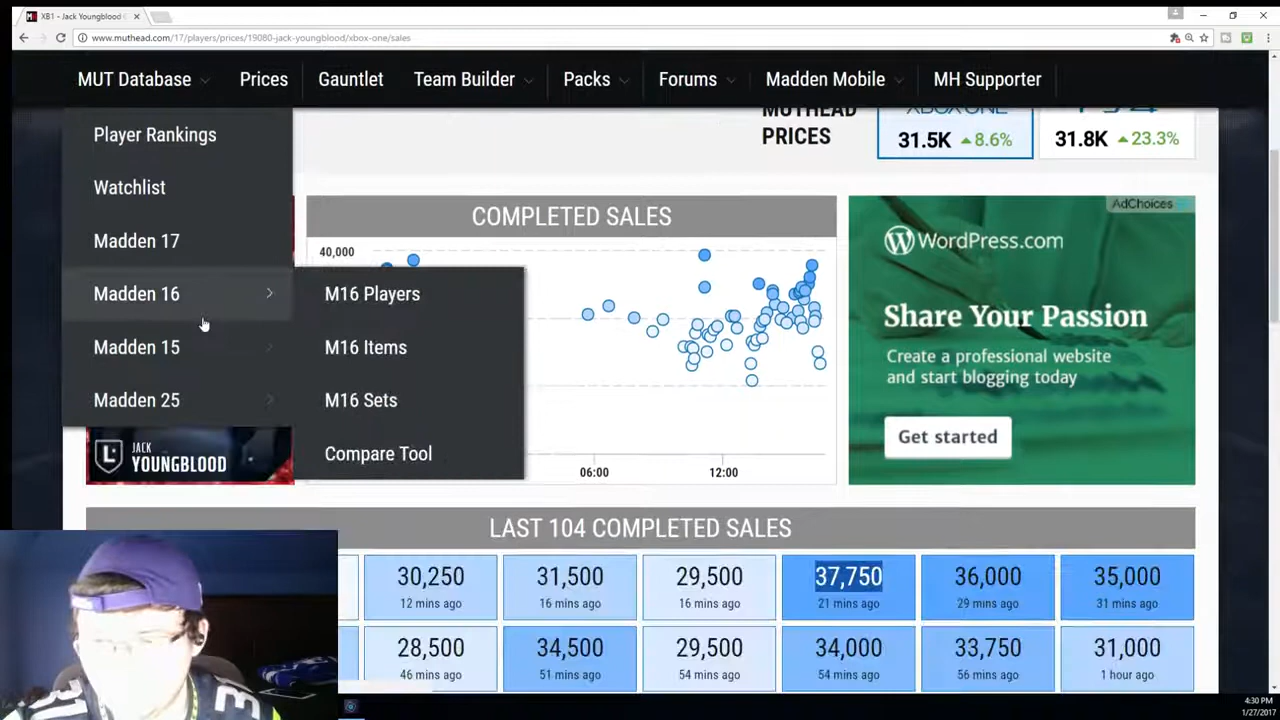 XB1 - Jack Youngblood
www.muthead.com/17/players/prices/19080-jack-youngblood/xbox-one/sales
MUT Database
Prices
Gauntlet
Team Builder
Packs
Forums
Madden Mobile
MH Supporter
Player Rankings
Watchlist
Madden 17
Madden 16
Madden 15
Madden 25
M16 Players
M16 Items
M16 Sets
Compare Tool
MUTHEAD
PRICES
XBOX ONE
31.5K 8.6%
31.8K 23.3%
COMPLETED SALES
40,000
06:00
12:00
JACK
YOUNGBLOOD
AdChoices
WordPress.com
Share Your Passion
Create a professional website
and start blogging today
Get started
LAST 104 COMPLETED SALES
30,250
12 mins ago
31,500
16 mins ago
29,500
16 mins ago
37,750
21 mins ago
36,000
29 mins ago
35,000
31 mins ago
28,500
46 mins ago
34,500
51 mins ago
29,500
54 mins ago
34,000
54 mins ago
33,750
56 mins ago
31,000
1 hour ago
4:30 PM
1/27/2017